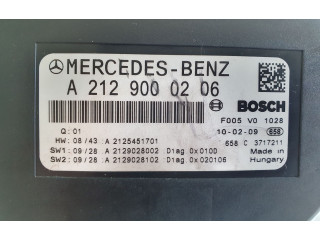 MERCEDES-BENZ
A 212 900 02 06
BOSCH
F005 V0 1028
Q: 01
10-02-09 658
HW: 08/43 A 2125451701
658 C 3717211
SW1: 09/28 A 2129028002 :Diag 0x0100
Made in
SW2: 09/28 A 2129028102 :Diag 0x020106
Hungary